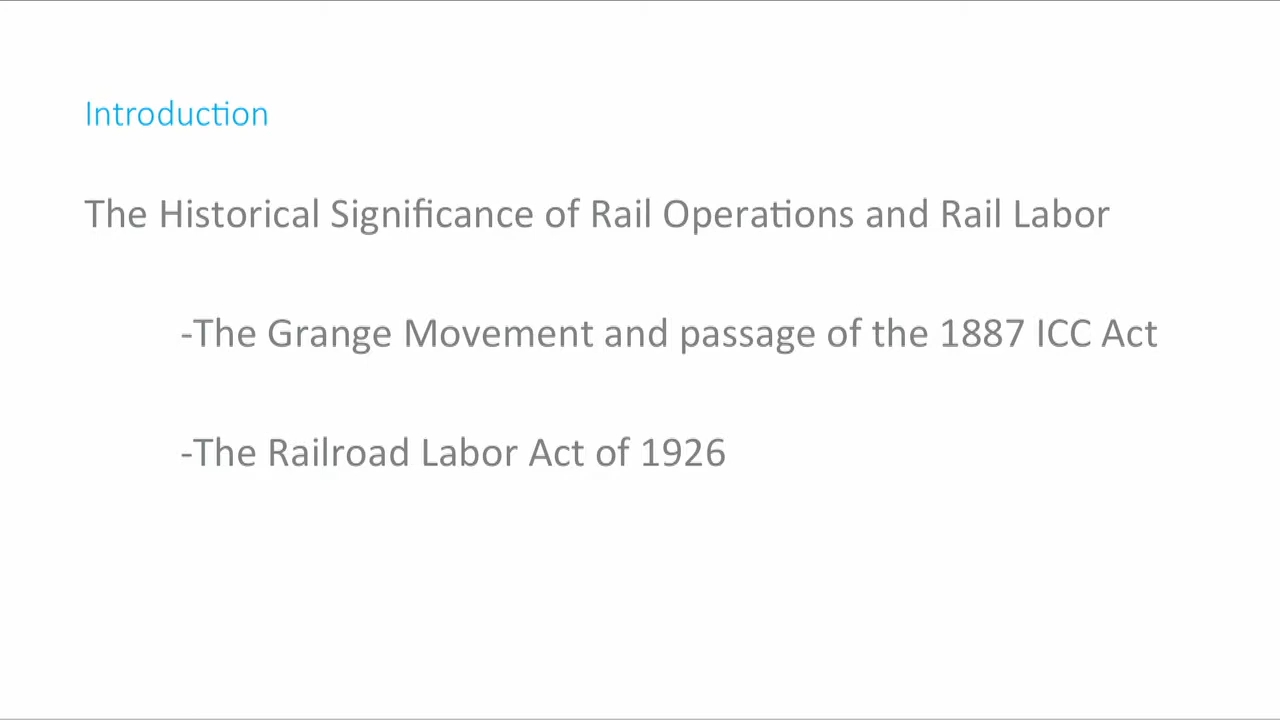 Introduction
The Historical Significance of Rail Operations and Rail Labor
-The Grange Movement and passage of the 1887 ICC Act
-The Railroad Labor Act of 1926